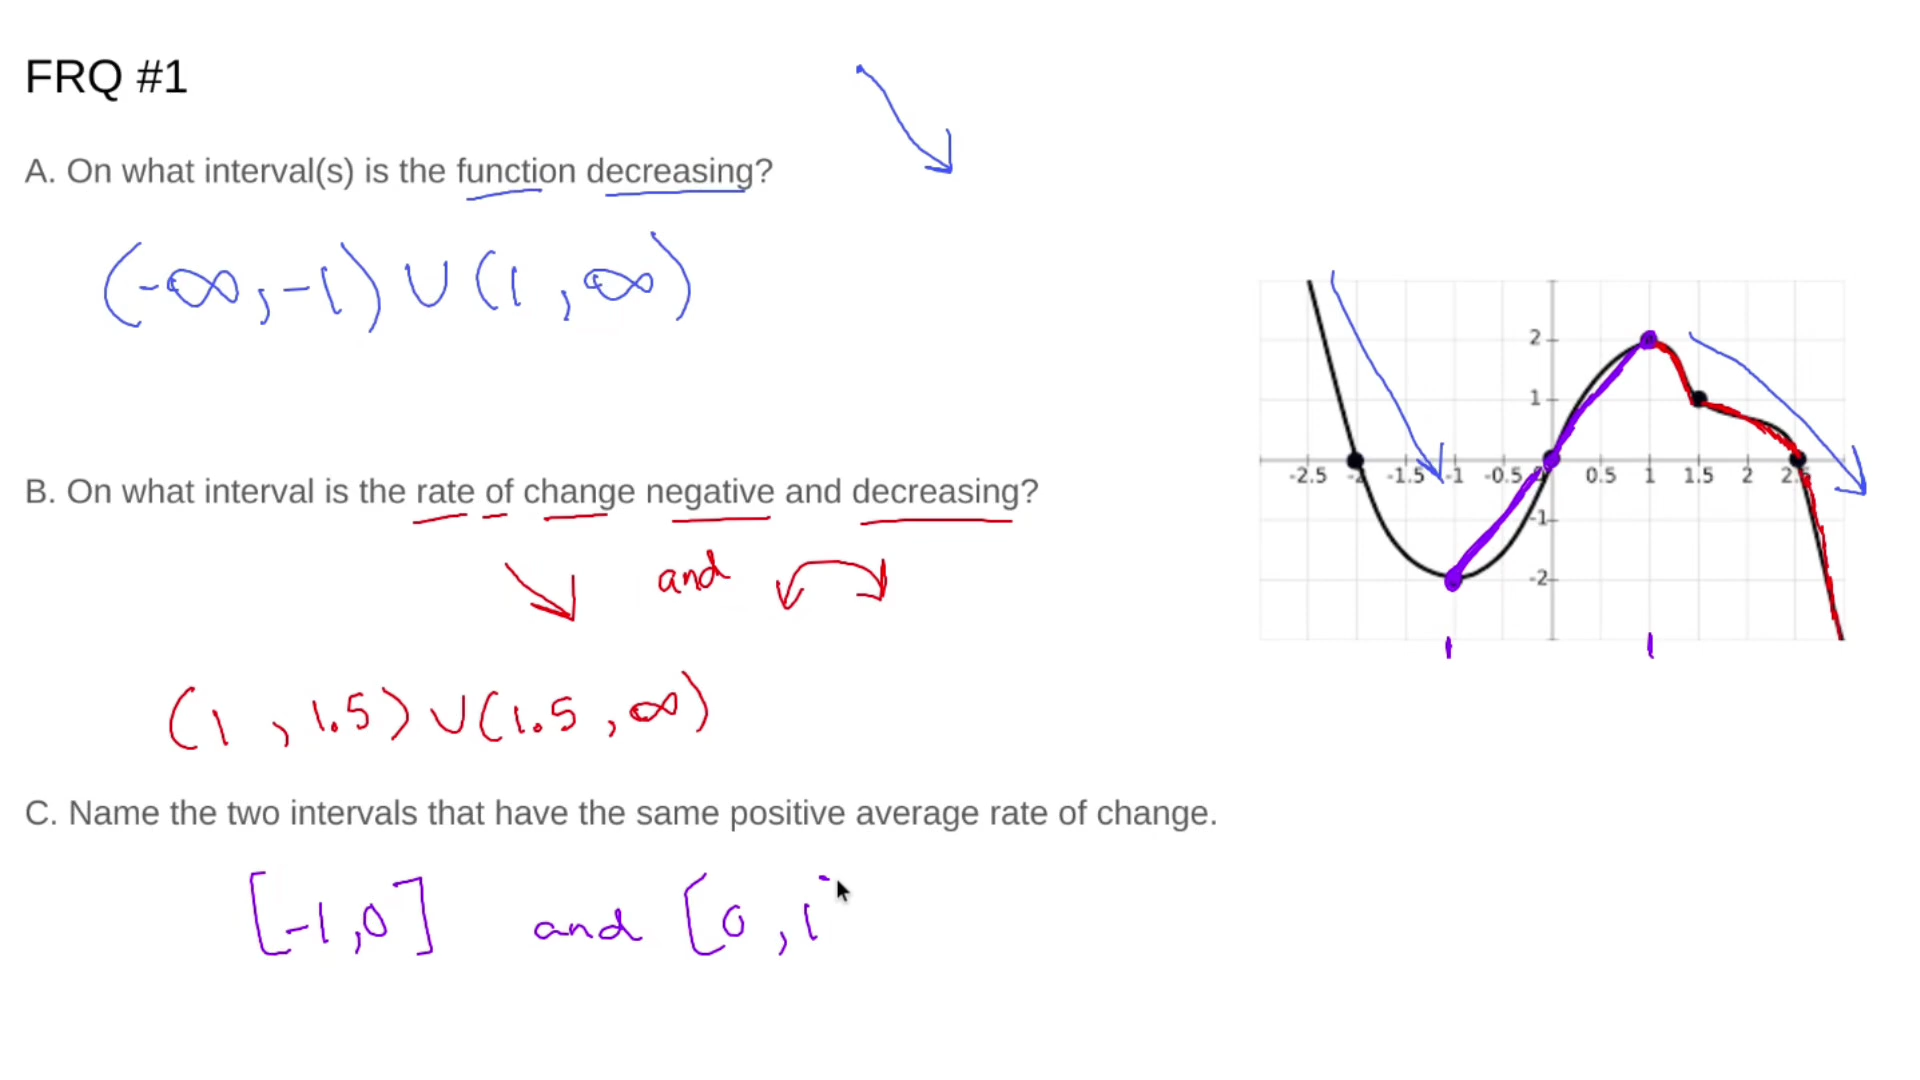 FRQ #1
A. On what interval(s) is the function decreasing?
(-∞,-1) ∪ (1,∞)
B. On what interval is the rate of change negative and decreasing?
and
(1,1.5) ∪ (1.5,∞)
C. Name the two intervals that have the same positive average rate of change.
[-1,0] and [0,1
2
1
-2.5 -1.5 -1 -0.5 0.5 1 1.5 2
-1
-2